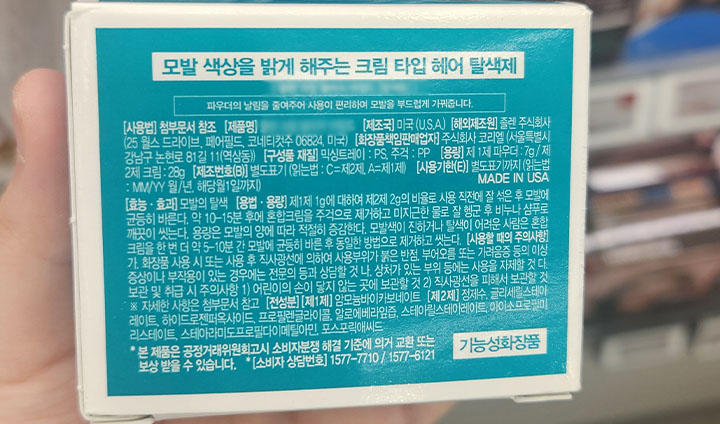 모발 색상을 밝게 해주는 크림 타입 헤어 탈색제
파우더의 날림을 줄여주어 사용이 편리하며 모발을 부드럽게 가꿔줍니다.
[사용법] 첨부문서 참조 [제품명] [제조국] 미국 (U.S.A) [해외제조원] 졸렌 주식회사
(25 월스 드라이브, 페어필드, 코네티컷주 06824, 미국) [화장품책임판매업자] 주식회사 코리엘 (서울특별시
강남구 논현로 81길 11(역삼동) [구성품 재질] 믹싱트레이 : PS, 주걱 : PP [용량] 제 1제 파우더 : 7g / 제
2제 크림 : 28g [제조번호(B)] 별도표기 (읽는법 : C=제2제, A=제1제) [사용기한(E)] 별도표기까지 (읽는법
: MM/YY 월/년, 해당월1일까지) MADE IN USA
[효능 · 효과] 모발의 탈색 [용법 · 용량] 제1제 1g에 대하여 제2제 2g의 비율로 사용 직전에 잘 섞은 후 모발에
균등히 바른다. 약 10~15분 후에 혼합크림을 주걱으로 제거하고 미지근한 물로 잘 헹군 후 비누나 샴푸로
깨끗이 씻는다. 용량은 모발의 양에 따라 적절히 증감한다. 모발색이 진하거나 탈색이 어려운 사람은 혼합
크림을 한 번 더 약 5~10분 간 모발에 균등히 바른 후 동일한 방법으로 제거하고 씻는다. [사용할 때의 주의사항]
가. 화장품 사용 시 또는 사용 후 직사광선에 의하여 사용부위가 붉은 반점, 부어오름 또는 가려움증 등의 이상
증상이나 부작용이 있는 경우에는 전문의 등과 상담할 것 나. 상처가 있는 부위 등에는 사용을 자제할 것 다.
보관 및 취급 시 주의사항 1) 어린이의 손이 닿지 않는 곳에 보관할 것 2) 직사광선을 피해서 보관할 것
※ 자세한 사항은 첨부문서 참고 [전성분] [제1제] 암모늄바이카보네이트 [제2제] 정제수, 글리세릴스테아
레이트, 하이드로젠퍼옥사이드, 프로필렌글라이콜, 알로에베라잎즙, 스테아릴스테아레이트, 아이소프로필미
리스테이트, 스테아라미도프로필다이메틸아민, 포스포릭애씨드
* 본 제품은 공정거래위원회고시 소비자분쟁 해결 기준에 의거 교환 또는
보상 받을 수 있습니다. * [소비자 상담번호] 1577-7710 / 1577-6121
기능성화장품